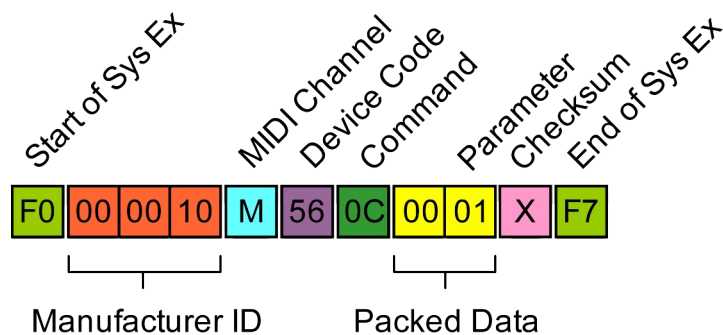 Start of Sys Ex
MIDI Channel
Device Code
Command
Parameter
Checksum
End of Sys Ex
F0 00 00 10 M 56 0C 00 01 X F7
Manufacturer ID Packed Data